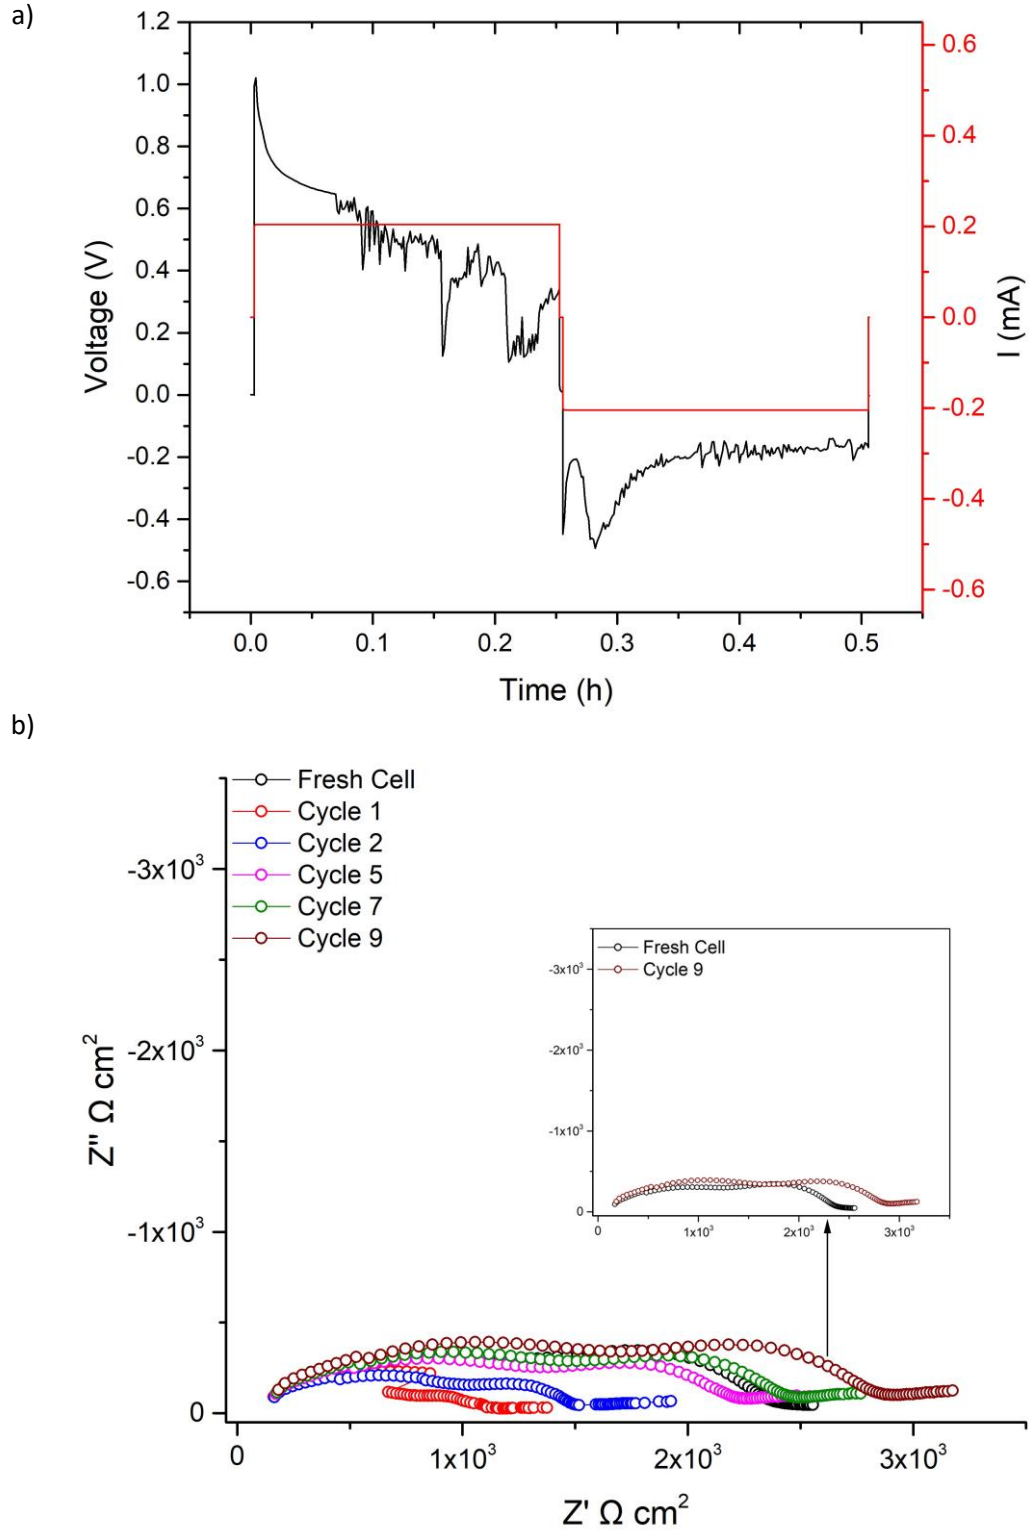 a)
1.2
1.0
0.8
0.6
0.4
0.2
0.0
-0.2
-0.4
-0.6
Voltage (V)
0.6
0.4
0.2
0.0
-0.2
-0.4
-0.6
I (mA)
0.0 0.1 0.2 0.3 0.4 0.5
Time (h)
b)
Fresh Cell
Cycle 1
Cycle 2
Cycle 5
Cycle 7
Cycle 9
-3x10³
-2x10³
-1x10³
0
Z'' Ω cm²
Fresh Cell
Cycle 9
-3x10³
-2x10³
-1x10³
0
0 1x10³ 2x10³ 3x10³
0 1x10³ 2x10³ 3x10³
Z' Ω cm²